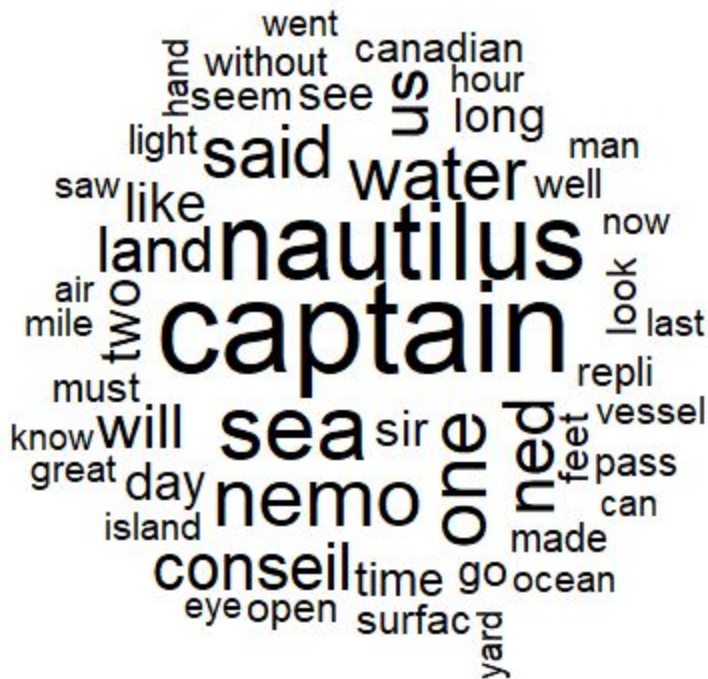 went
canadian
without
hand
seem
see
us
hour
long
light
said
man
water
well
saw
like
now
land
nautilus
look
air
mile
two
captain
last
repli
must
vessel
know
will
sea
sir
one
ned
feet
pass
great
day
nemo
can
island
made
conseil
time
go
ocean
eye
open
surfac
yard